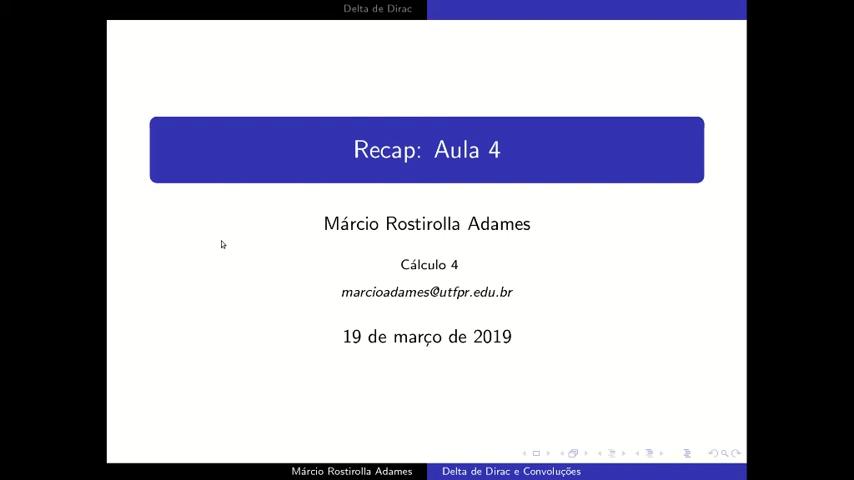 Delta de Dirac
Recap: Aula 4
Márcio Rostirolla Adames
Cálculo 4
marcioadames@utfpr.edu.br
19 de março de 2019
Márcio Rostirolla Adames Delta de Dirac e Convoluções